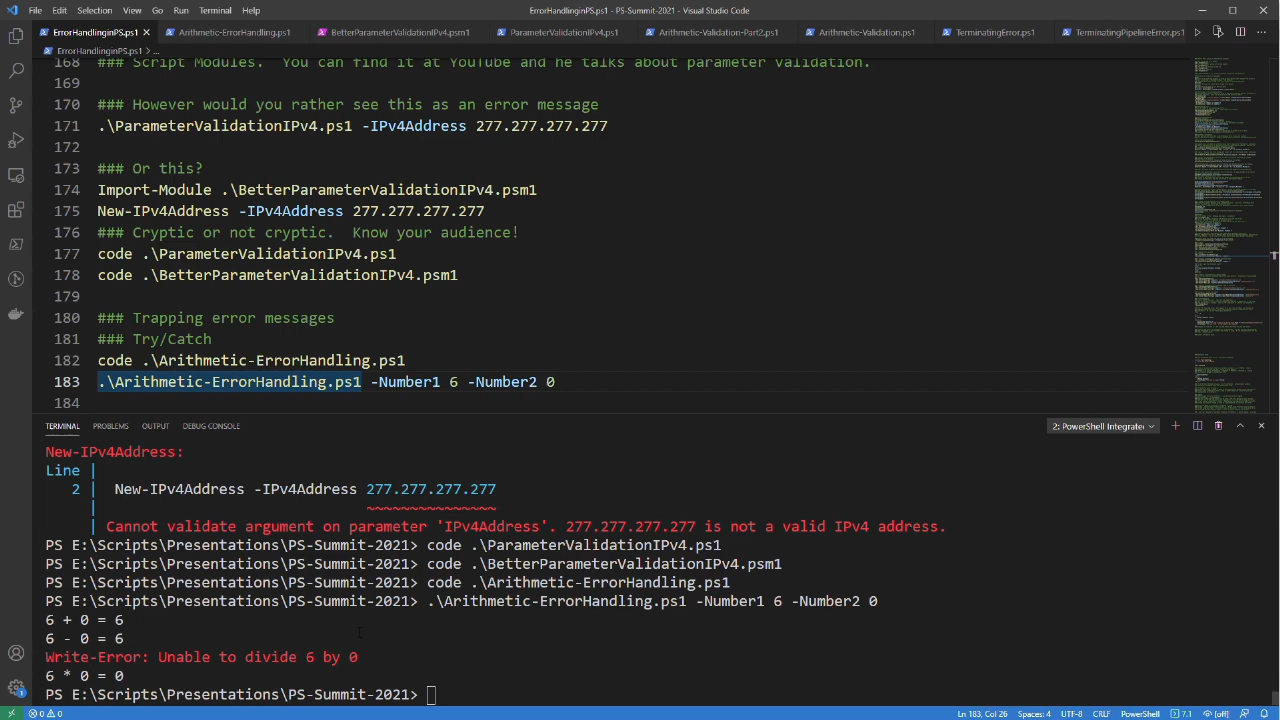 File Edit Selection View Go Run Terminal Help
ErrorHandlinginPS.ps1 - PS-Summit-2021 - Visual Studio Code
ErrorHandlinginPS.ps1 Arithmetic-ErrorHandling.ps1 BetterParameterValidationIPv4.psm1 ParameterValidationIPv4.ps1 Arithmetic-Validation-Part2.ps1 Arithmetic-Validation.ps1 TerminatingError.ps1 TerminatingPipelineError.ps1
ErrorHandlinginPS.ps1 > ...
168 ### Script Modules.  You can find it at YouTube and he talks about parameter validation.
169
170 ### However would you rather see this as an error message
171 .\ParameterValidationIPv4.ps1 -IPv4Address 277.277.277.277
172
173 ### Or this?
174 Import-Module .\BetterParameterValidationIPv4.psm1
175 New-IPv4Address -IPv4Address 277.277.277.277
176 ### Cryptic or not cryptic.  Know your audience!
177 code .\ParameterValidationIPv4.ps1
178 code .\BetterParameterValidationIPv4.psm1
179
180 ### Trapping error messages
181 ### Try/Catch
182 code .\Arithmetic-ErrorHandling.ps1
183 .\Arithmetic-ErrorHandling.ps1 -Number1 6 -Number2 0
184
TERMINAL PROBLEMS OUTPUT DEBUG CONSOLE 2: PowerShell Integrate
New-IPv4Address:
Line |
2 | New-IPv4Address -IPv4Address 277.277.277.277
| ~~~~~~~~~~~~~~~
| Cannot validate argument on parameter 'IPv4Address'. 277.277.277.277 is not a valid IPv4 address.
PS E:\Scripts\Presentations\PS-Summit-2021> code .\ParameterValidationIPv4.ps1
PS E:\Scripts\Presentations\PS-Summit-2021> code .\BetterParameterValidationIPv4.psm1
PS E:\Scripts\Presentations\PS-Summit-2021> code .\Arithmetic-ErrorHandling.ps1
PS E:\Scripts\Presentations\PS-Summit-2021> .\Arithmetic-ErrorHandling.ps1 -Number1 6 -Number2 0
6 + 0 = 6
6 - 0 = 6
Write-Error: Unable to divide 6 by 0
6 * 0 = 0
PS E:\Scripts\Presentations\PS-Summit-2021>
0 0 Ln 183, Col 26 Spaces: 4 UTF-8 CRLF PowerShell 7.1 [off]